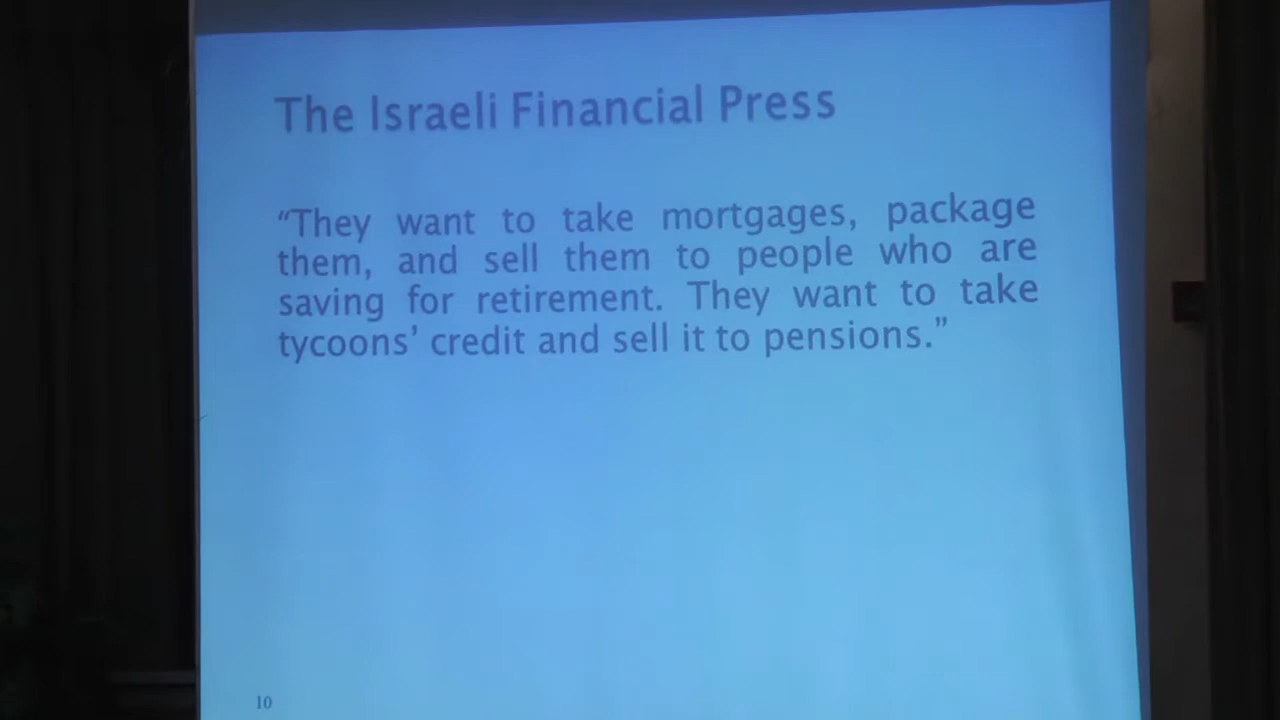 The Israeli Financial Press
“They want to take mortgages, package
them, and sell them to people who are
saving for retirement. They want to take
tycoons’ credit and sell it to pensions.”
10